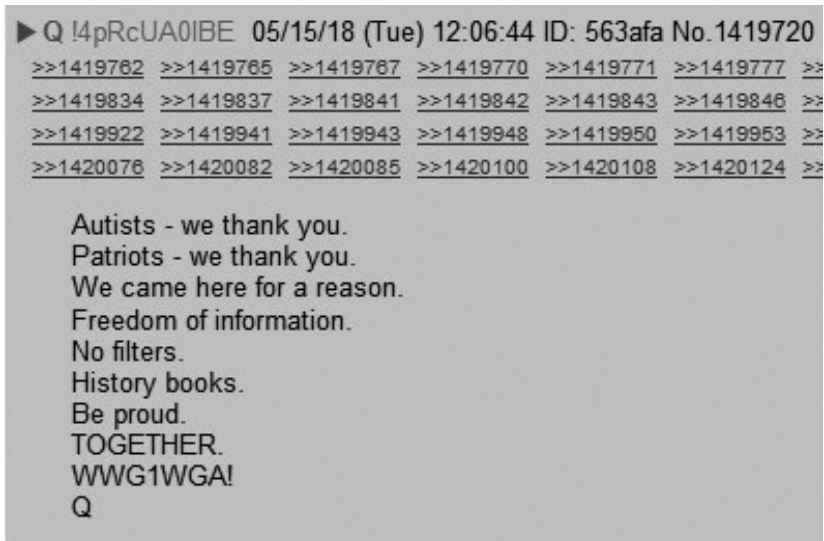 ▶ Q !4pRcUA0IBE 05/15/18 (Tue) 12:06:44 ID: 563afa No.1419720
>>1419762 >>1419765 >>1419767 >>1419770 >>1419771 >>1419777 >>
>>1419834 >>1419837 >>1419841 >>1419842 >>1419843 >>1419846 >>
>>1419922 >>1419941 >>1419943 >>1419948 >>1419950 >>1419953 >>
>>1420076 >>1420082 >>1420085 >>1420100 >>1420108 >>1420124 >>
Autists - we thank you.
Patriots - we thank you.
We came here for a reason.
Freedom of information.
No filters.
History books.
Be proud.
TOGETHER.
WWG1WGA!
Q